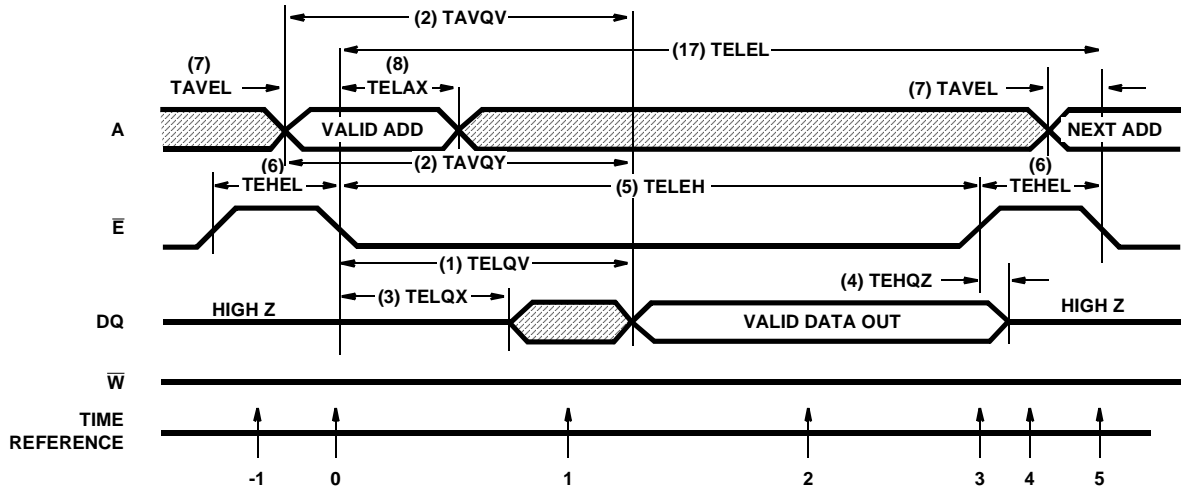 (2) TAVQV
(17) TELEL
(7) TAVEL
(8) TELAX
(7) TAVEL
A
VALID ADD
NEXT ADD
(2) TAVQY
(6) TEHEL
(5) TELEH
(6) TEHEL
E
(1) TELQV
(3) TELQX
(4) TEHQZ
DQ
HIGH Z
VALID DATA OUT
HIGH Z
W
TIME
REFERENCE
-1 0 1 2 3 4 5